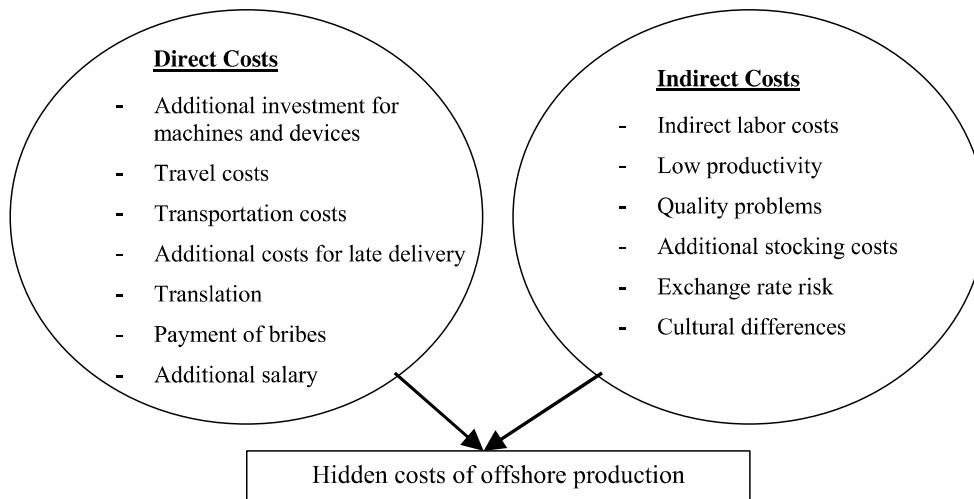 Direct Costs
- Additional investment for
machines and devices
- Travel costs
- Transportation costs
- Additional costs for late delivery
- Translation
- Payment of bribes
- Additional salary
Indirect Costs
- Indirect labor costs
- Low productivity
- Quality problems
- Additional stocking costs
- Exchange rate risk
- Cultural differences
Hidden costs of offshore production